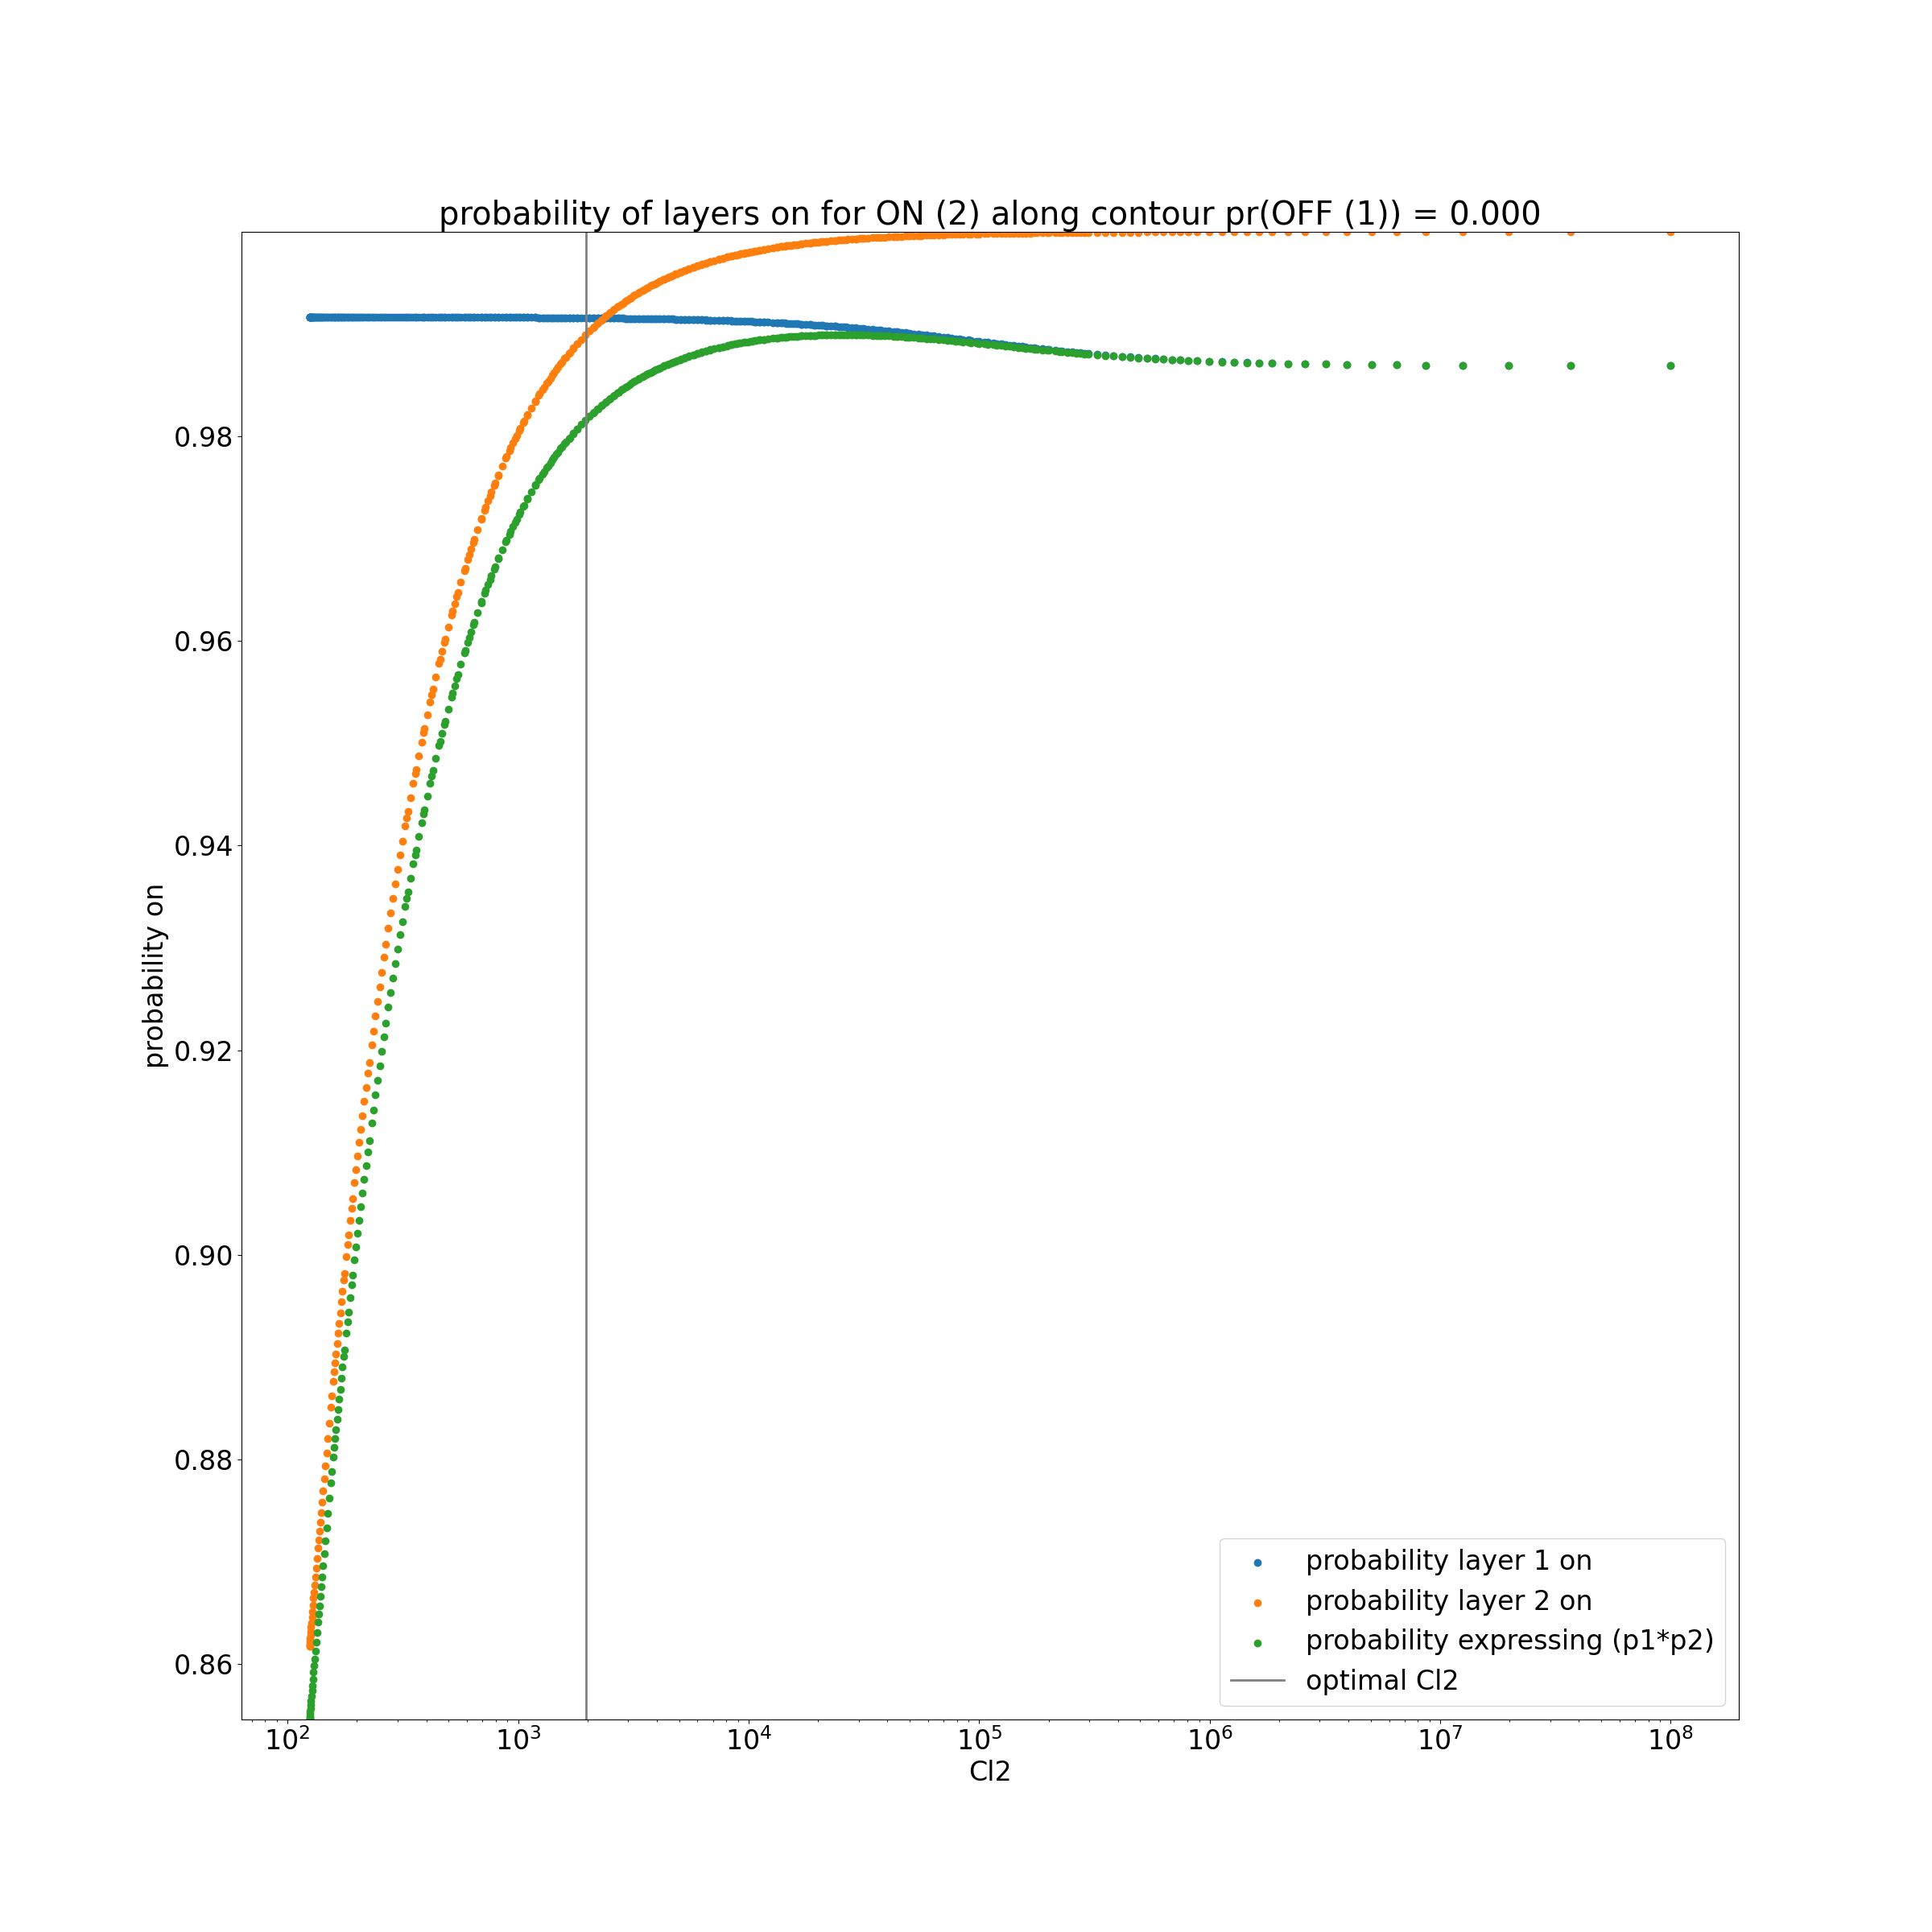 probability of layers on for ON (2) along contour pr(OFF (1)) = 0.000
probability on
0.98
0.96
0.94
0.92
0.90
0.88
0.86
probability layer 1 on
probability layer 2 on
probability expressing (p1*p2)
optimal Cl2
10² 10³ 10⁴ 10⁵ 10⁶ 10⁷ 10⁸
Cl2